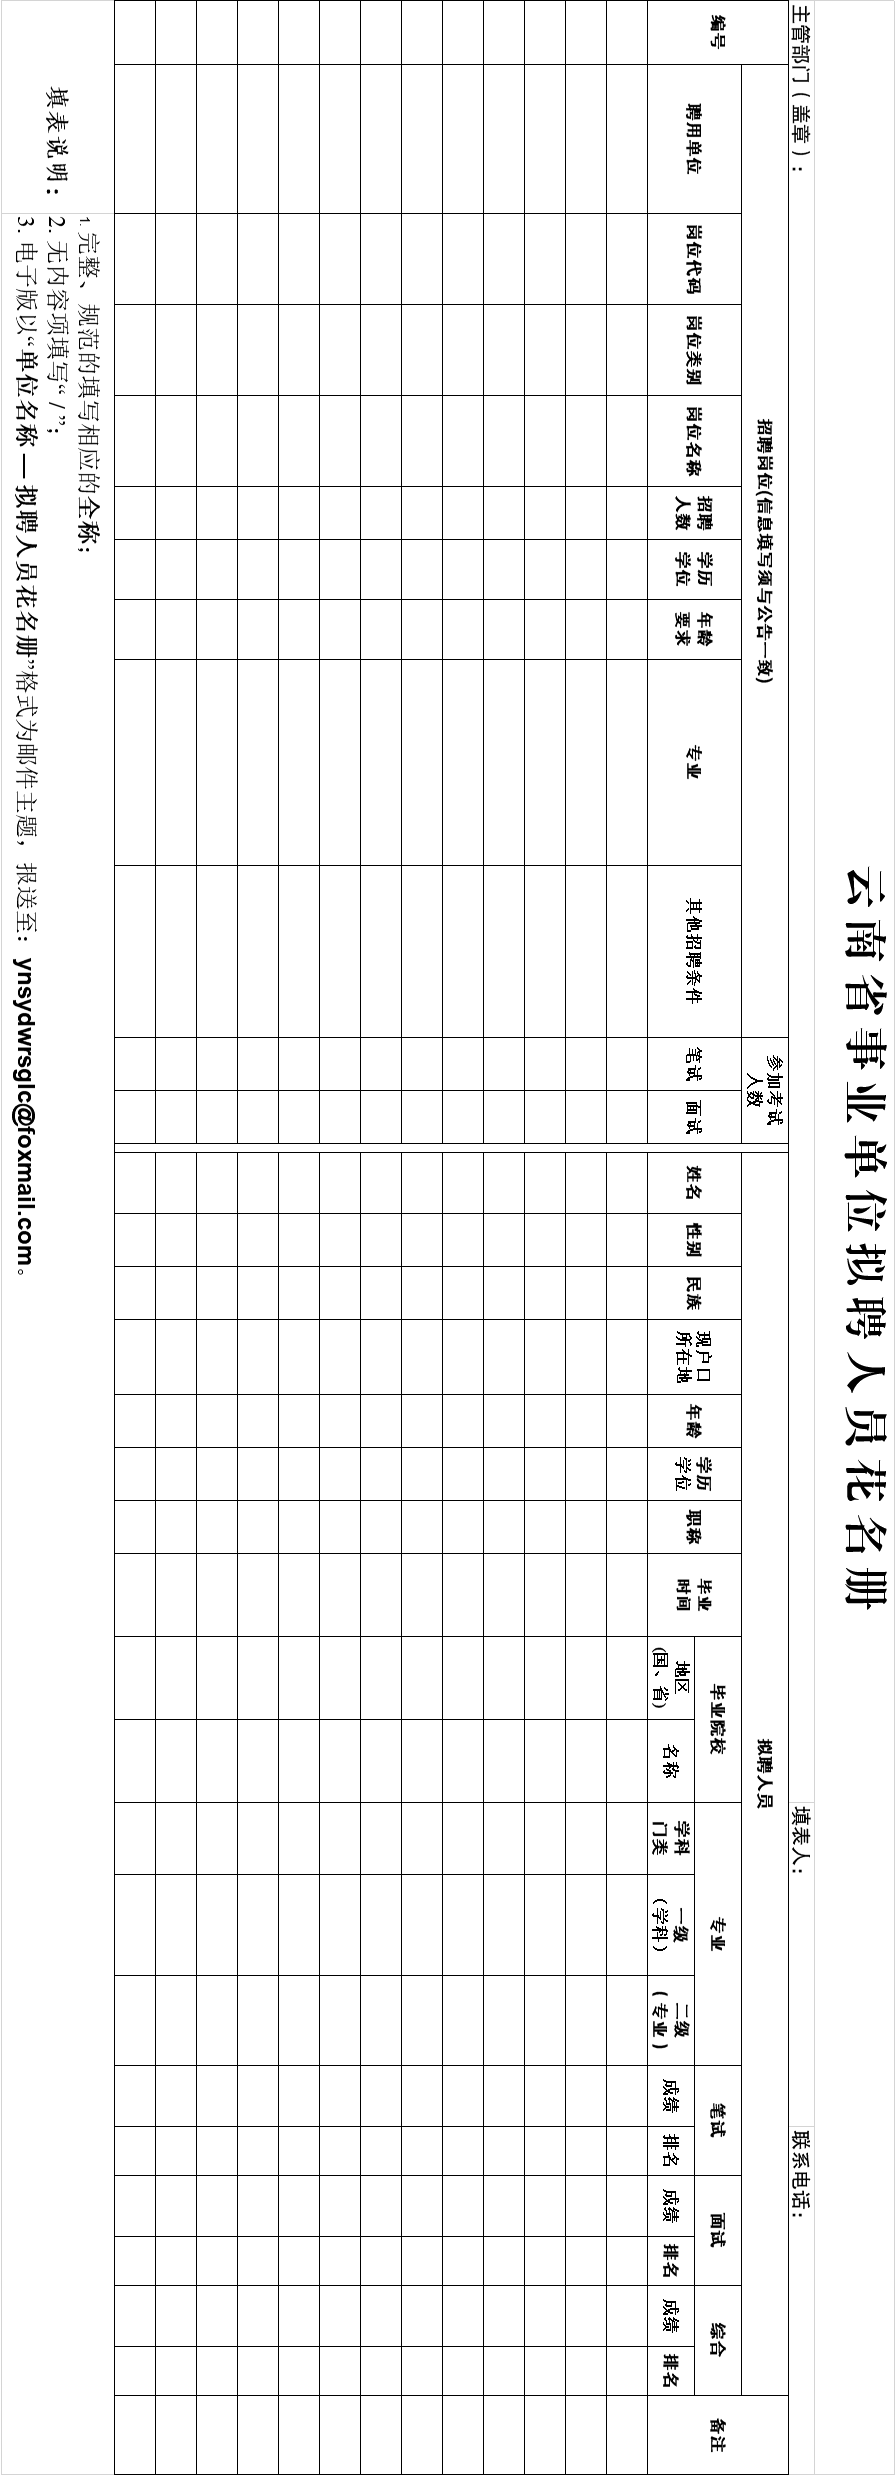 云南省事业单位拟聘人员花名册
主管部门（盖章）：
填表人：
联系电话：
编号
招聘岗位(信息填写须与公告一致)
参加考试
人数
拟聘人员
备注
聘用单位
岗位代码
岗位类别
岗位名称
招聘
人数
学历
学位
年龄
要求
专业
其他招聘条件
笔试
面试
姓名
性别
民族
现户口
所在地
年龄
学历
学位
职称
毕业
时间
毕业院校
专业
笔试
面试
综合
地区
(国、省)
名称
学科
门类
一级
（学科）
二级
（专业）
成绩
排名
成绩
排名
成绩
排名
填表说明：
1. 完整、规范的填写相应的全称；
2. 无内容项填写“ / ”；
3. 电子版以“单位名称 — 拟聘人员花名册”格式为邮件主题，报送至：ynsydwrsglc@foxmail.com。